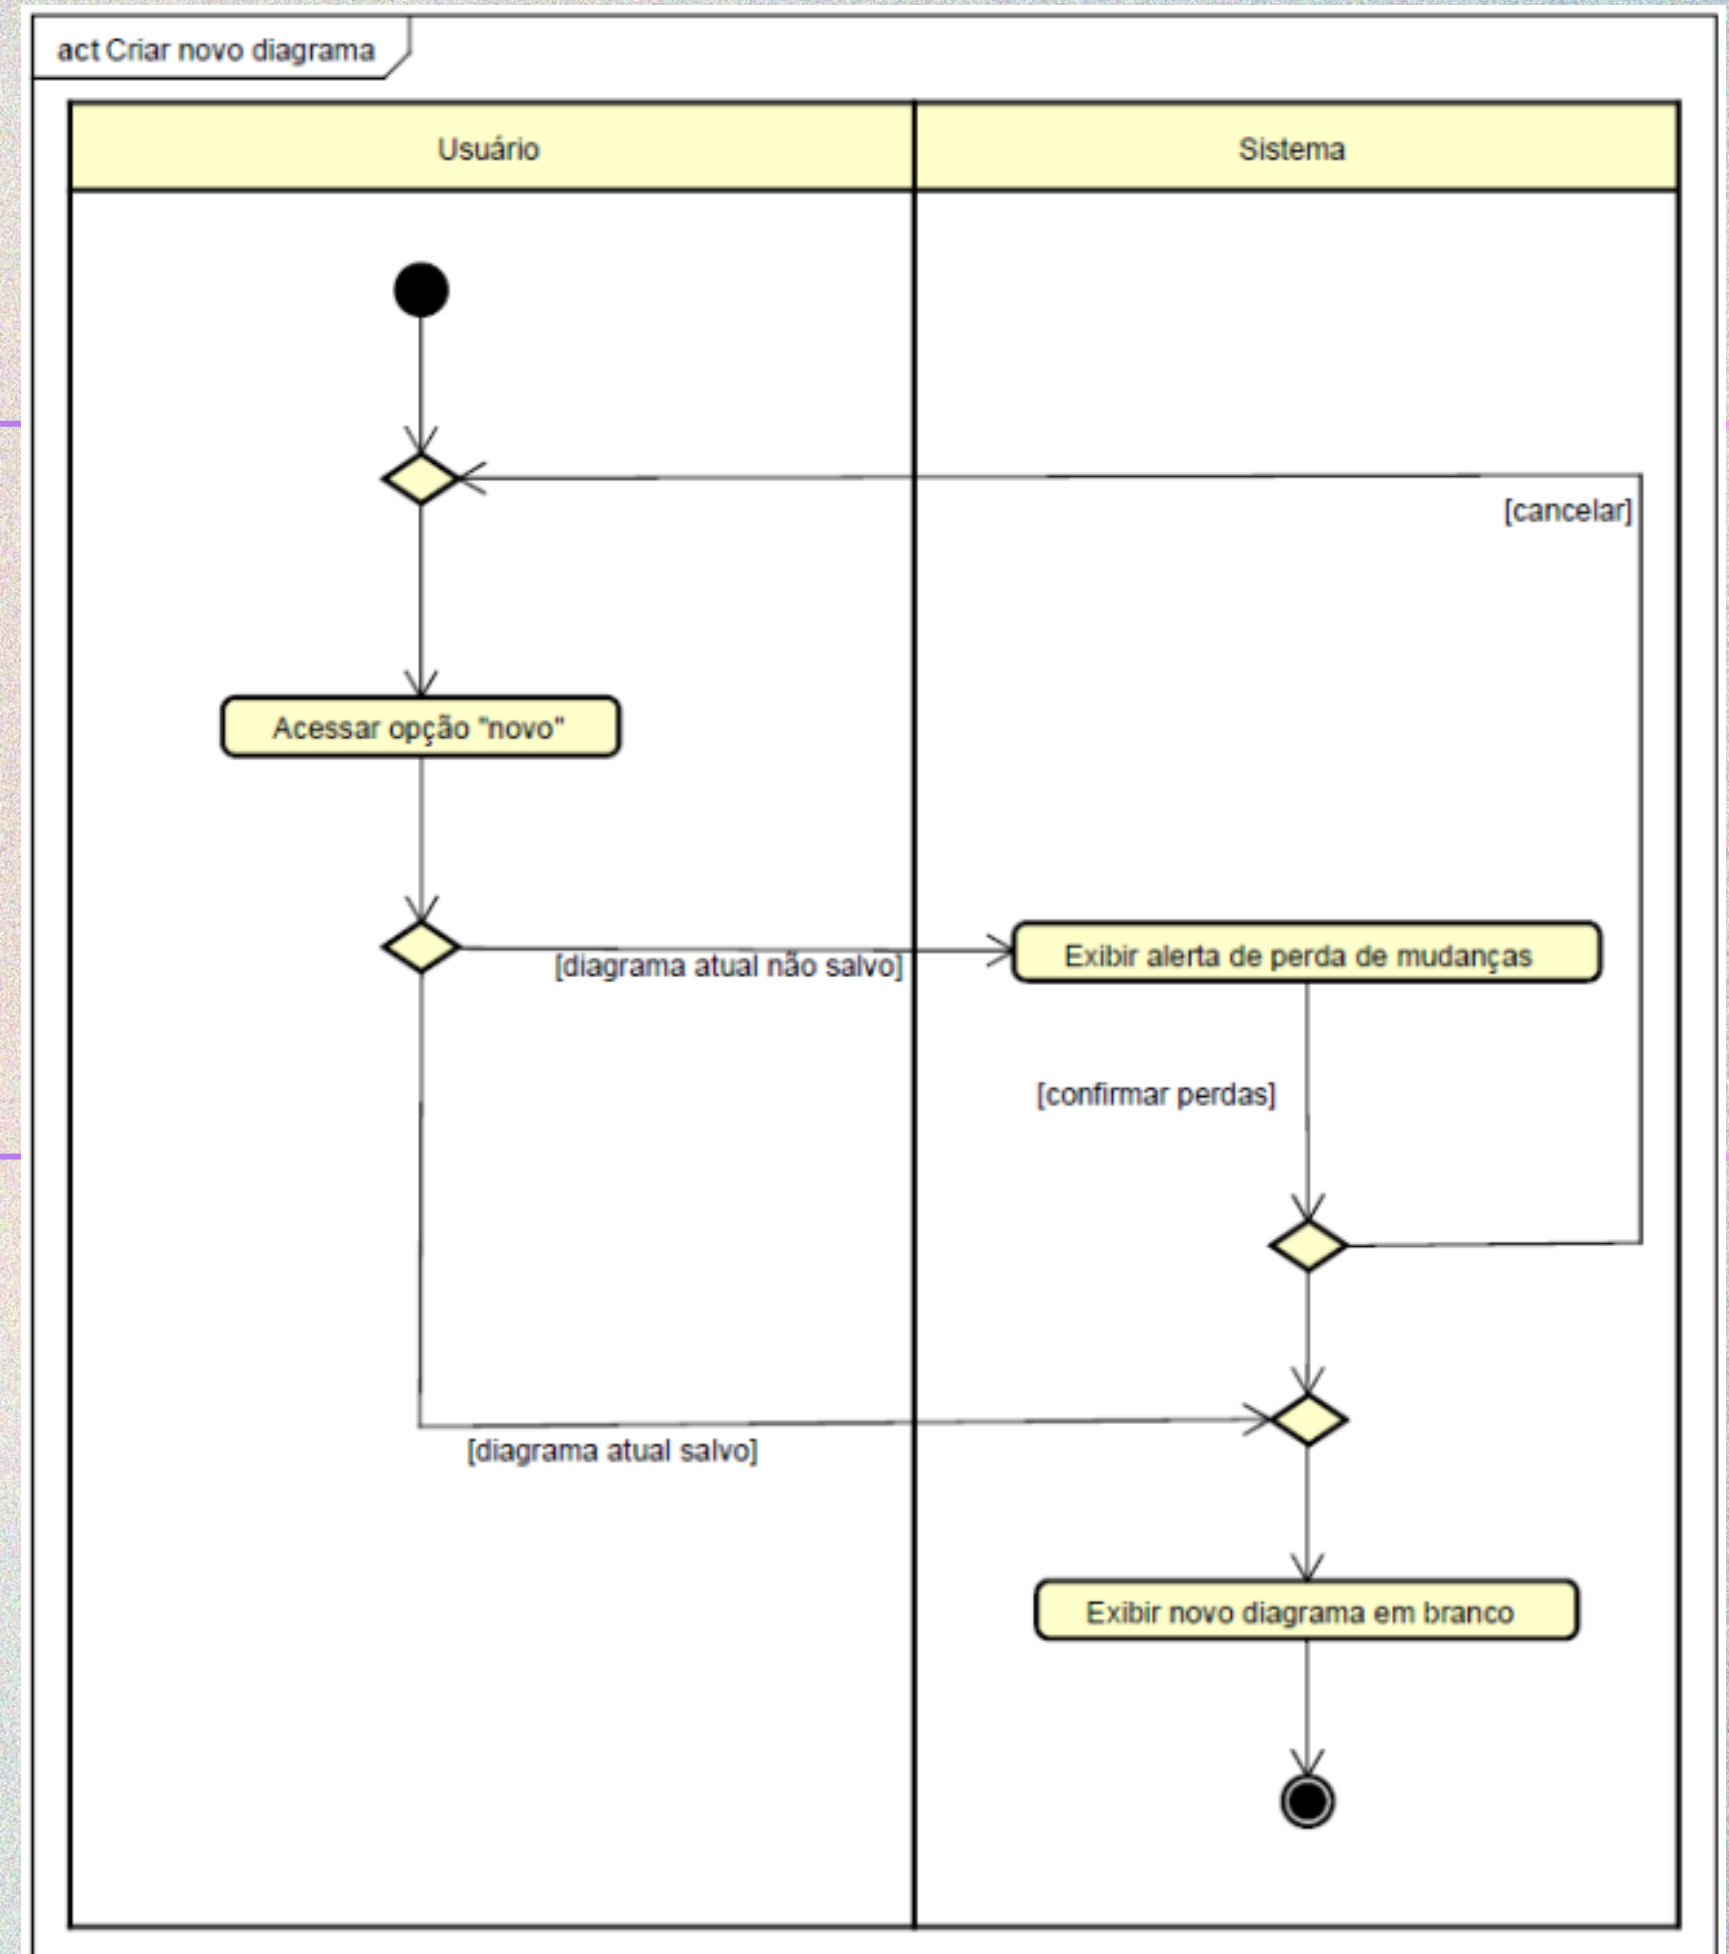 act Criar novo diagrama
Usuário
Sistema
[cancelar]
Acessar opção "novo"
[diagrama atual não salvo]
Exibir alerta de perda de mudanças
[confirmar perdas]
[diagrama atual salvo]
Exibir novo diagrama em branco